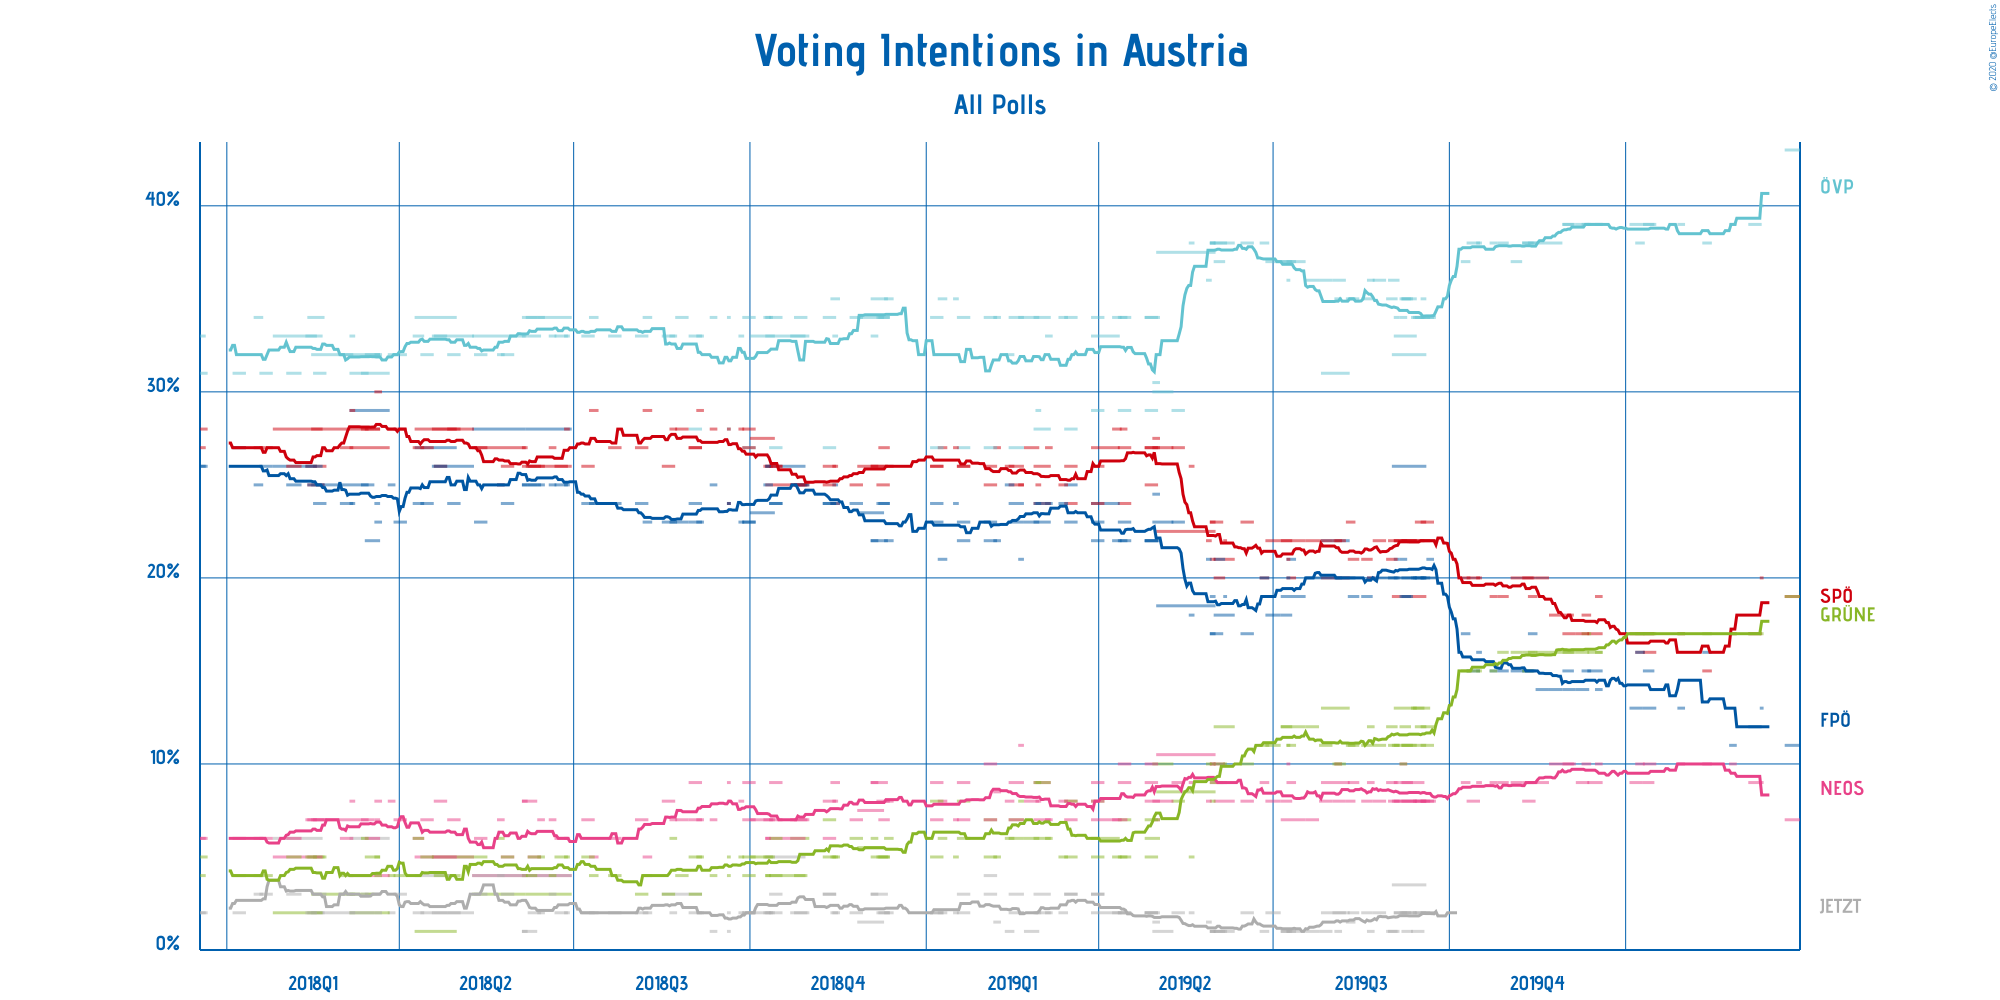 Voting Intentions in Austria
All Polls
© 2020 @EuropeElects
40%
30%
20%
10%
0%
ÖVP
SPÖ
GRÜNE
FPÖ
NEOS
JETZT
2018Q1
2018Q2
2018Q3
2018Q4
2019Q1
2019Q2
2019Q3
2019Q4